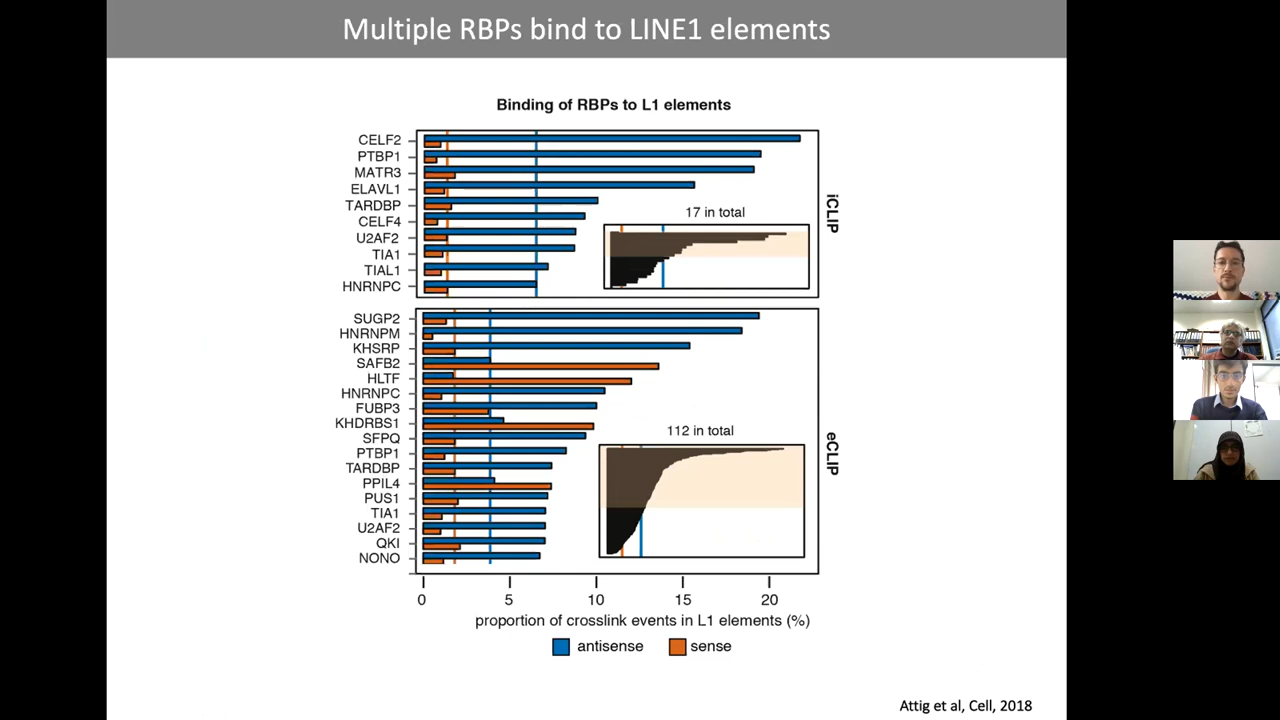 Multiple RBPs bind to LINE1 elements
Binding of RBPs to L1 elements
CELF2
PTBP1
MATR3
ELAVL1
TARDBP
CELF4
U2AF2
TIA1
TIAL1
HNRNPC
17 in total
iCLIP
SUGP2
HNRNPM
KHSRP
SAFB2
HLTF
HNRNPC
FUBP3
KHDRBS1
SFPQ
PTBP1
TARDBP
PPIL4
PUS1
TIA1
U2AF2
QKI
NONO
112 in total
eCLIP
0 5 10 15 20
proportion of crosslink events in L1 elements (%)
antisense sense
Attig et al, Cell, 2018